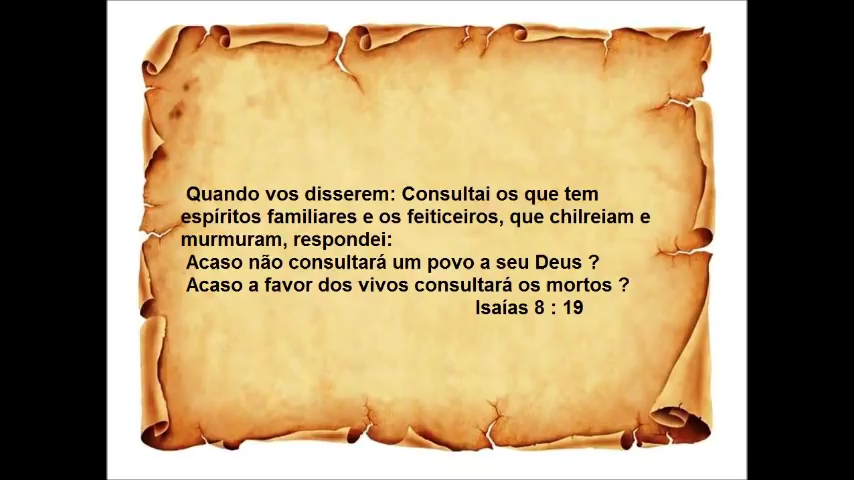 Quando vos disserem: Consultai os que tem
espíritos familiares e os feiticeiros, que chilreiam e
murmuram, respondei:
Acaso não consultará um povo a seu Deus ?
Acaso a favor dos vivos consultará os mortos ?
Isaías 8 : 19